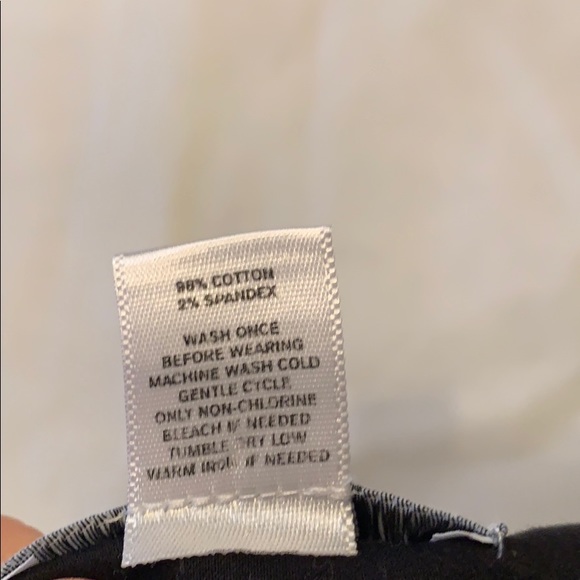 98% COTTON
2% SPANDEX
WASH ONCE
BEFORE WEARING
MACHINE WASH COLD
GENTLE CYCLE
ONLY NON-CHLORINE
BLEACH IF NEEDED
TUMBLE DRY LOW
WARM IRON IF NEEDED